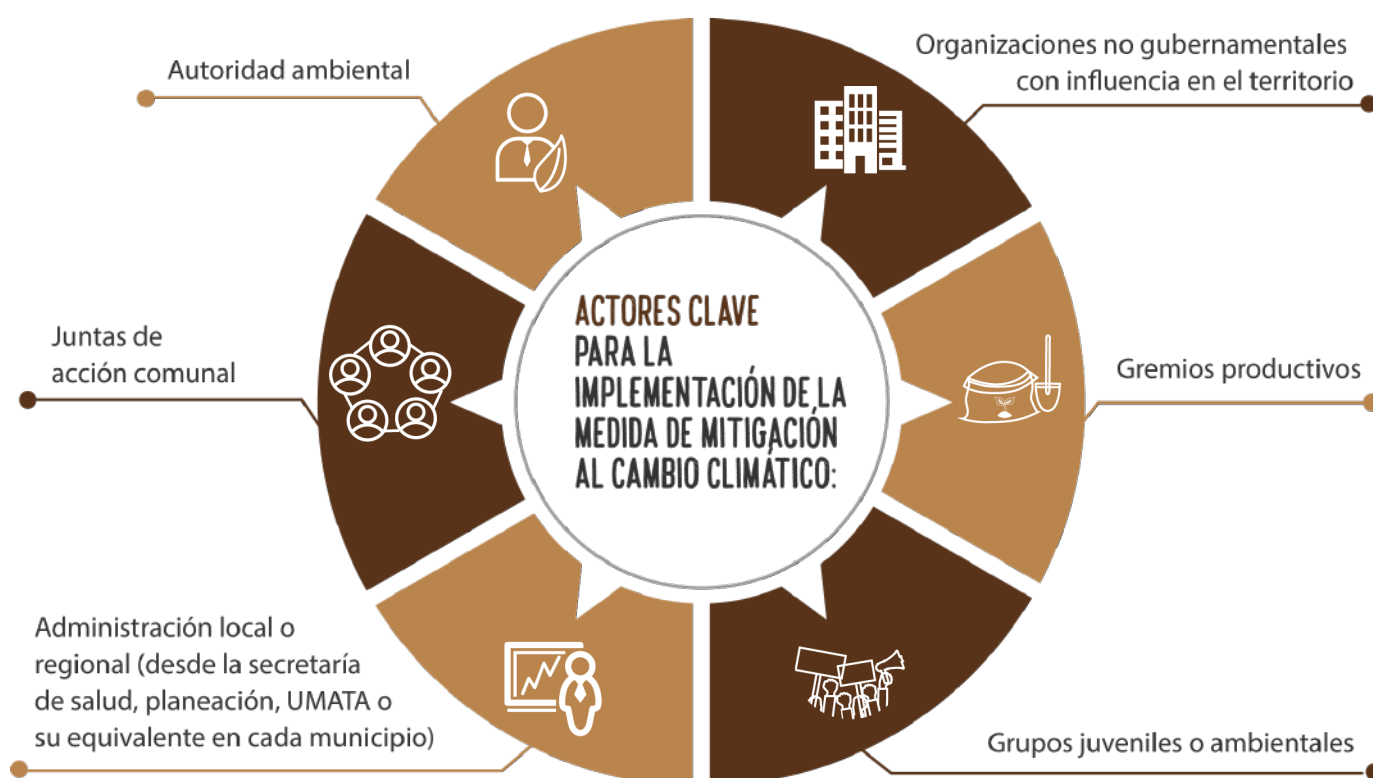 Autoridad ambiental
Organizaciones no gubernamentales
con influencia en el territorio
Juntas de
acción comunal
ACTORES CLAVE
PARA LA
IMPLEMENTACIÓN DE LA
MEDIDA DE MITIGACIÓN
AL CAMBIO CLIMÁTICO:
Gremios productivos
Administración local o
regional (desde la secretaría
de salud, planeación, UMATA o
su equivalente en cada municipio)
Grupos juveniles o ambientales